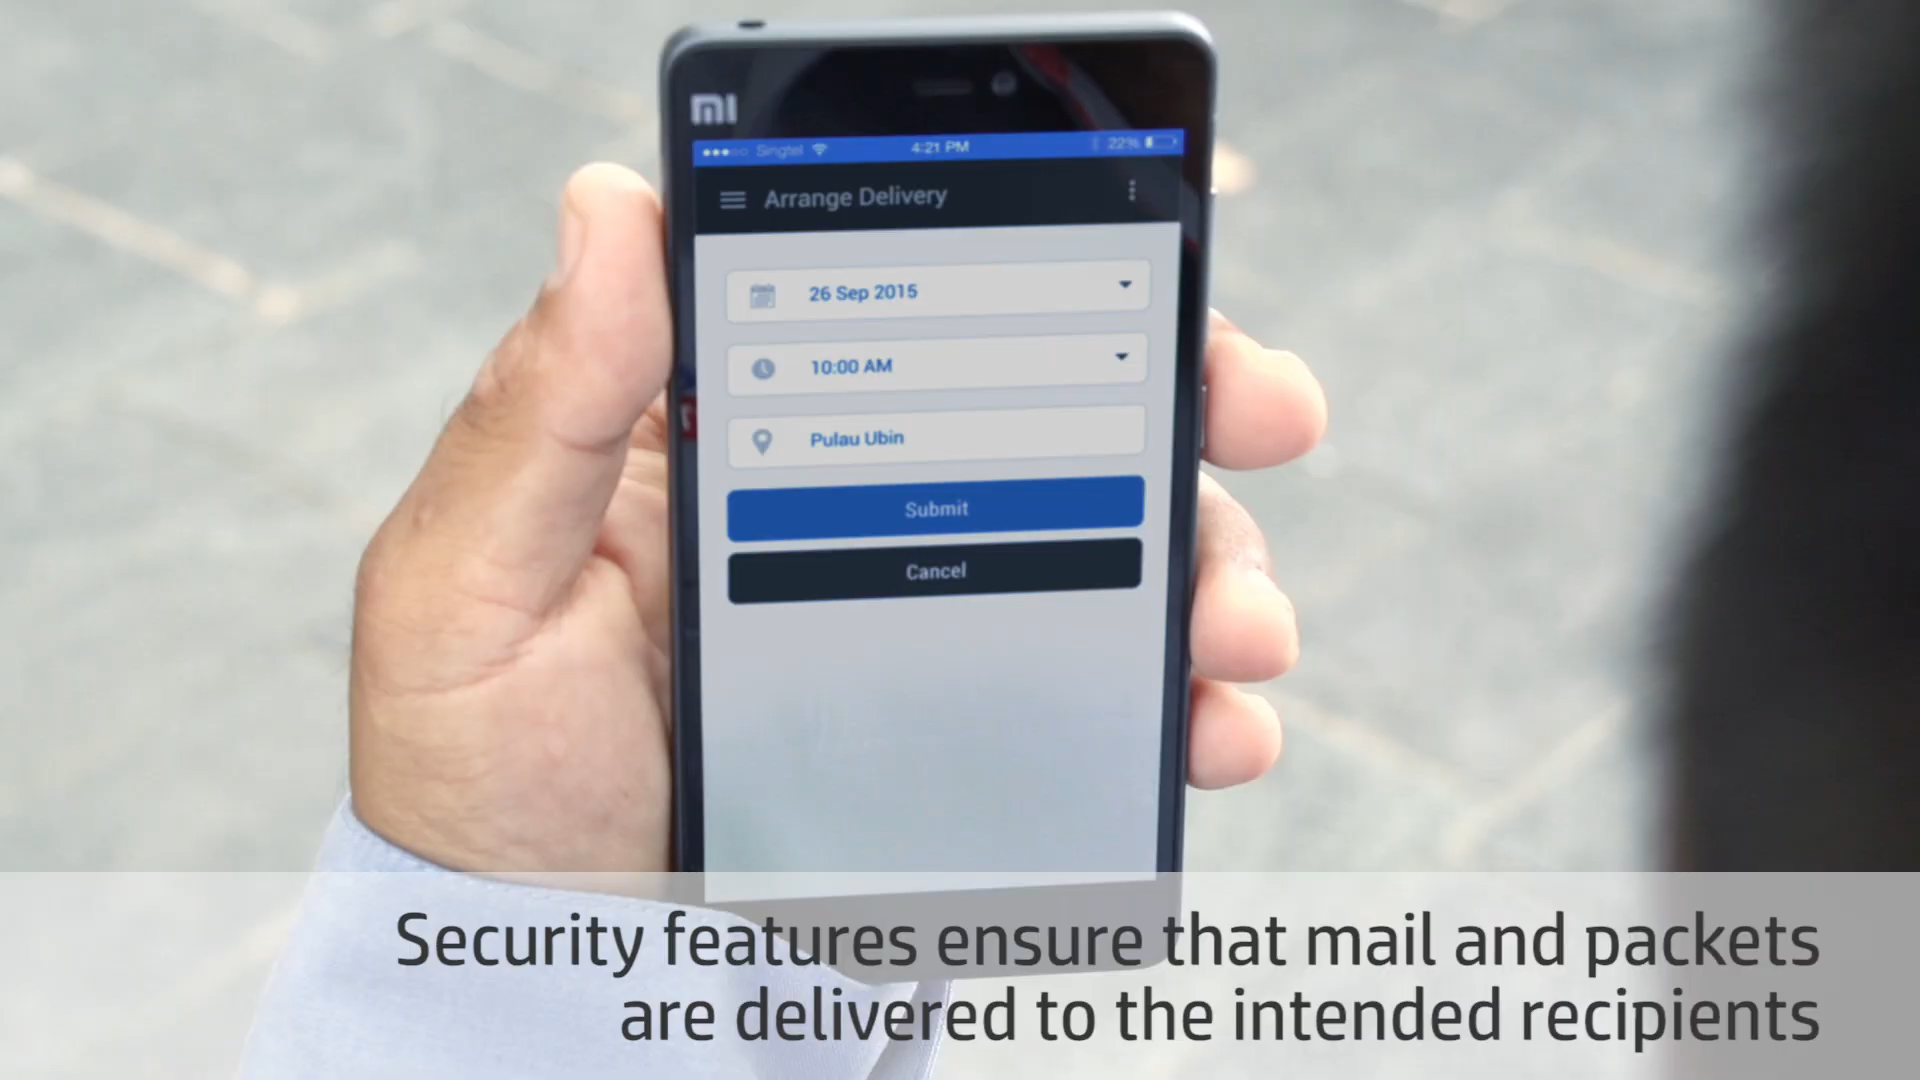 mi
Singtel 4:21 PM 22%
Arrange Delivery
26 Sep 2015
10:00 AM
Pulau Ubin
Submit
Cancel
Security features ensure that mail and packets
are delivered to the intended recipients